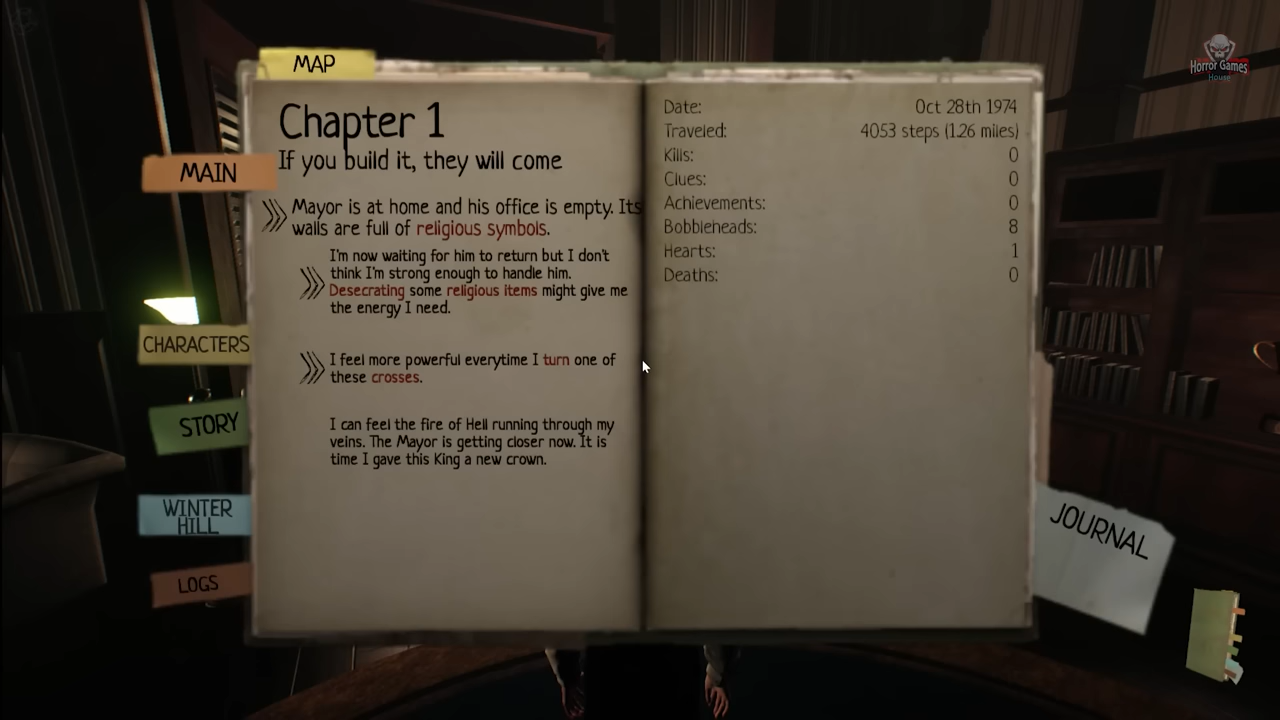 MAP
Horror Games
House
Chapter 1
If you build it, they will come
MAIN
Mayor is at home and his office is empty. Its
walls are full of religious symbols.
I'm now waiting for him to return but I don't
think I'm strong enough to handle him.
Desecrating some religious items might give me
the energy I need.
I feel more powerful everytime I turn one of
these crosses.
I can feel the fire of Hell running through my
veins. The Mayor is getting closer now. It is
time I gave this King a new crown.
CHARACTERS
STORY
WINTER
HILL
LOGS
Date: Oct 28th 1974
Traveled: 4053 steps (1.26 miles)
Kills: 0
Clues: 0
Achievements: 0
Bobbleheads: 8
Hearts: 1
Deaths: 0
JOURNAL